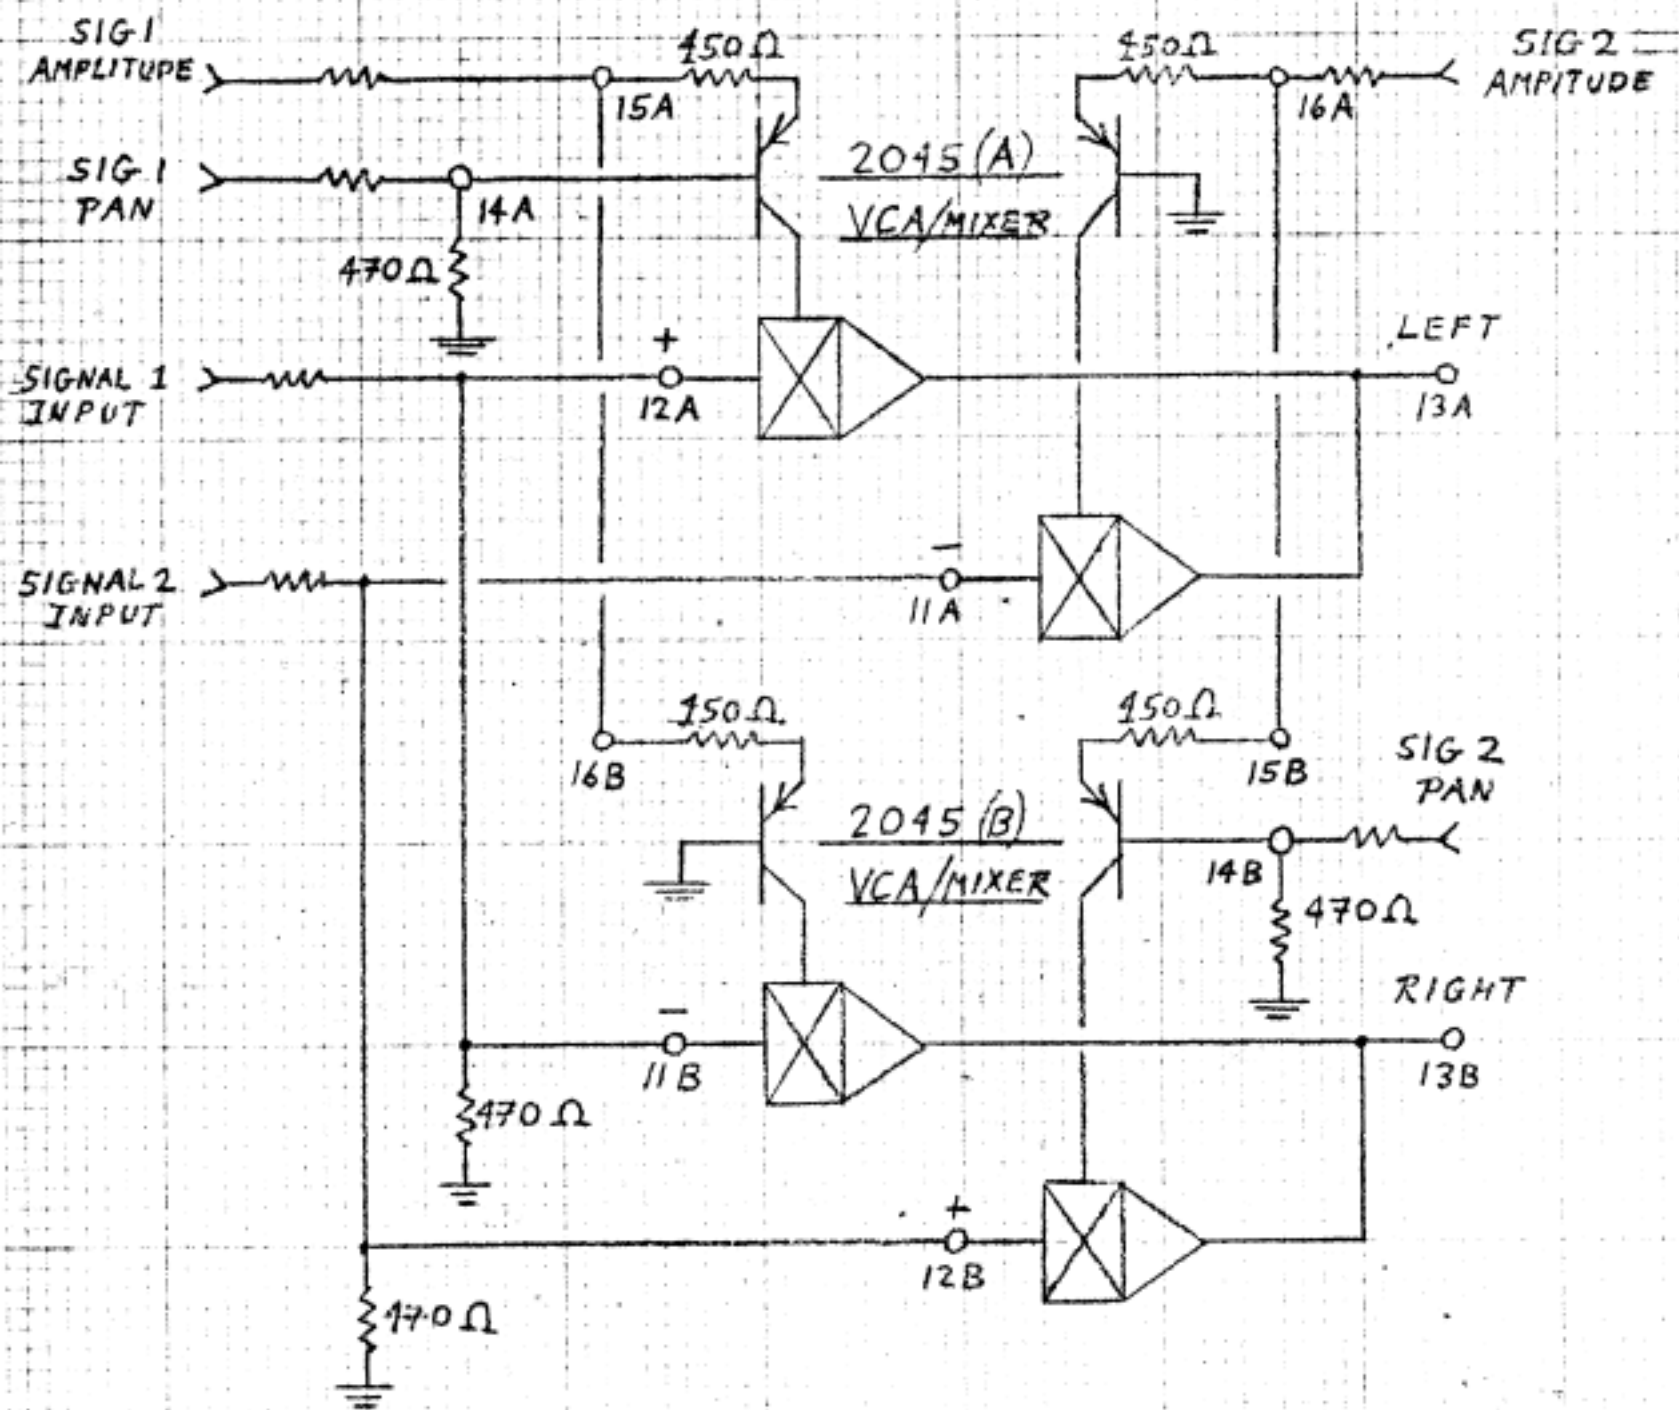 SIG 1
AMPLITUDE
450Ω
15A
450Ω
16A
SIG 2
AMPITUDE
SIG 1
PAN
14A
2045 (A)
VCA/MIXER
470Ω
SIGNAL 1
INPUT
+
12A
LEFT
13A
SIGNAL 2
INPUT
−
11A
450Ω
16B
450Ω
15B
SIG 2
PAN
2045 (B)
VCA/MIXER
14B
470Ω
−
11B
RIGHT
13B
470Ω
+
12B
470Ω